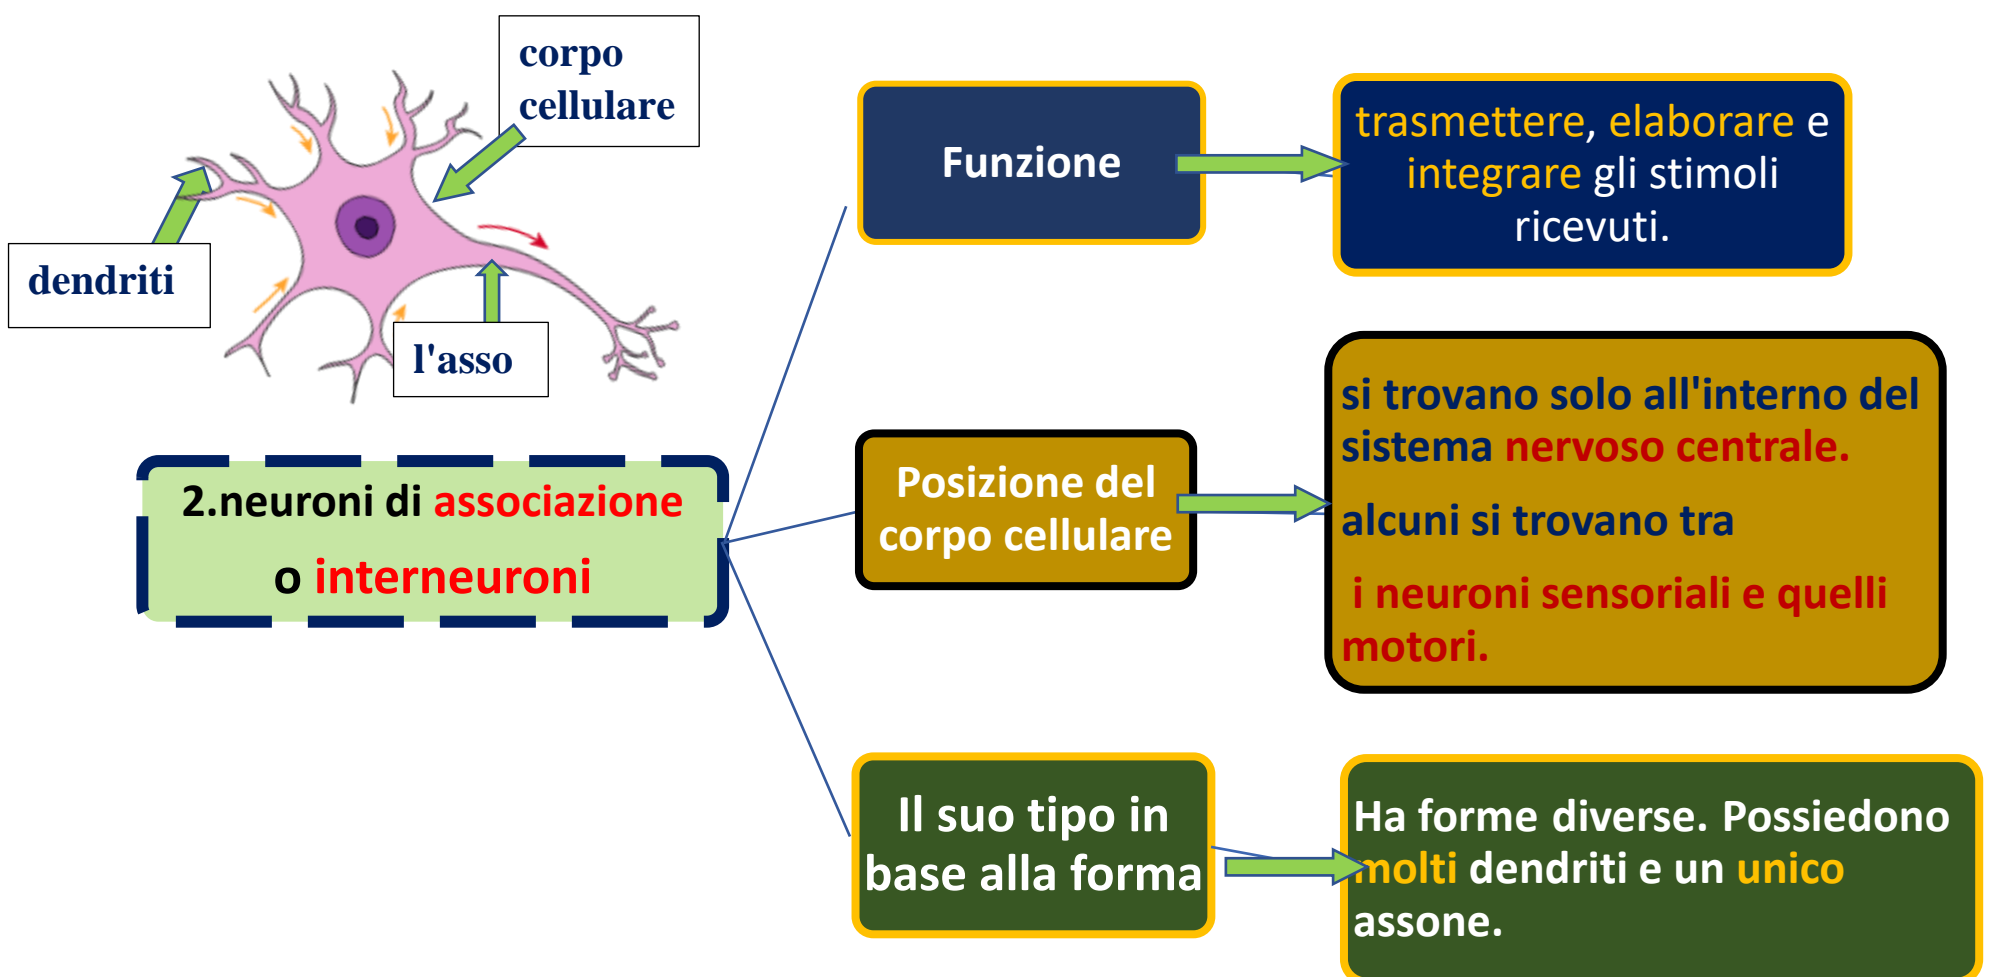 corpo
cellulare
dendriti
l'asso
2.neuroni di associazione
o interneuroni
Funzione
trasmettere, elaborare e
integrare gli stimoli
ricevuti.
Posizione del
corpo cellulare
si trovano solo all'interno del
sistema nervoso centrale.
alcuni si trovano tra
i neuroni sensoriali e quelli
motori.
Il suo tipo in
base alla forma
Ha forme diverse. Possiedono
molti dendriti e un unico
assone.